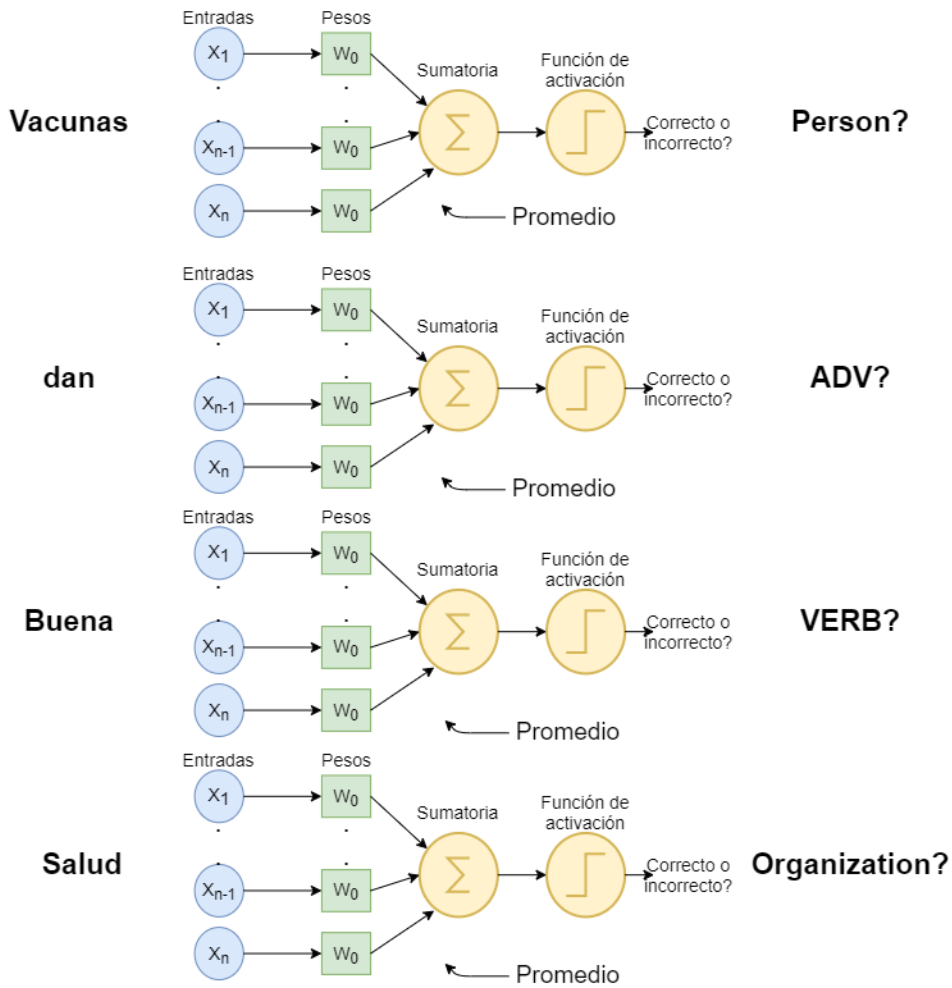 Entradas
Pesos
X1
W0
Sumatoria
Función de
activación
Vacunas
.
.
.
.
Σ
Correcto o
incorrecto?
Person?
Xn-1
W0
Xn
W0
Promedio
Entradas
Pesos
X1
W0
Sumatoria
Función de
activación
dan
.
.
.
Σ
Correcto o
incorrecto?
ADV?
Xn-1
W0
Xn
W0
Promedio
Entradas
Pesos
X1
W0
Sumatoria
Función de
activación
Buena
.
.
.
.
Σ
Correcto o
incorrecto?
VERB?
Xn-1
W0
Xn
W0
Promedio
Entradas
Pesos
X1
W0
Sumatoria
Función de
activación
Salud
.
.
.
.
Σ
Correcto o
incorrecto?
Organization?
Xn-1
W0
Xn
W0
Promedio